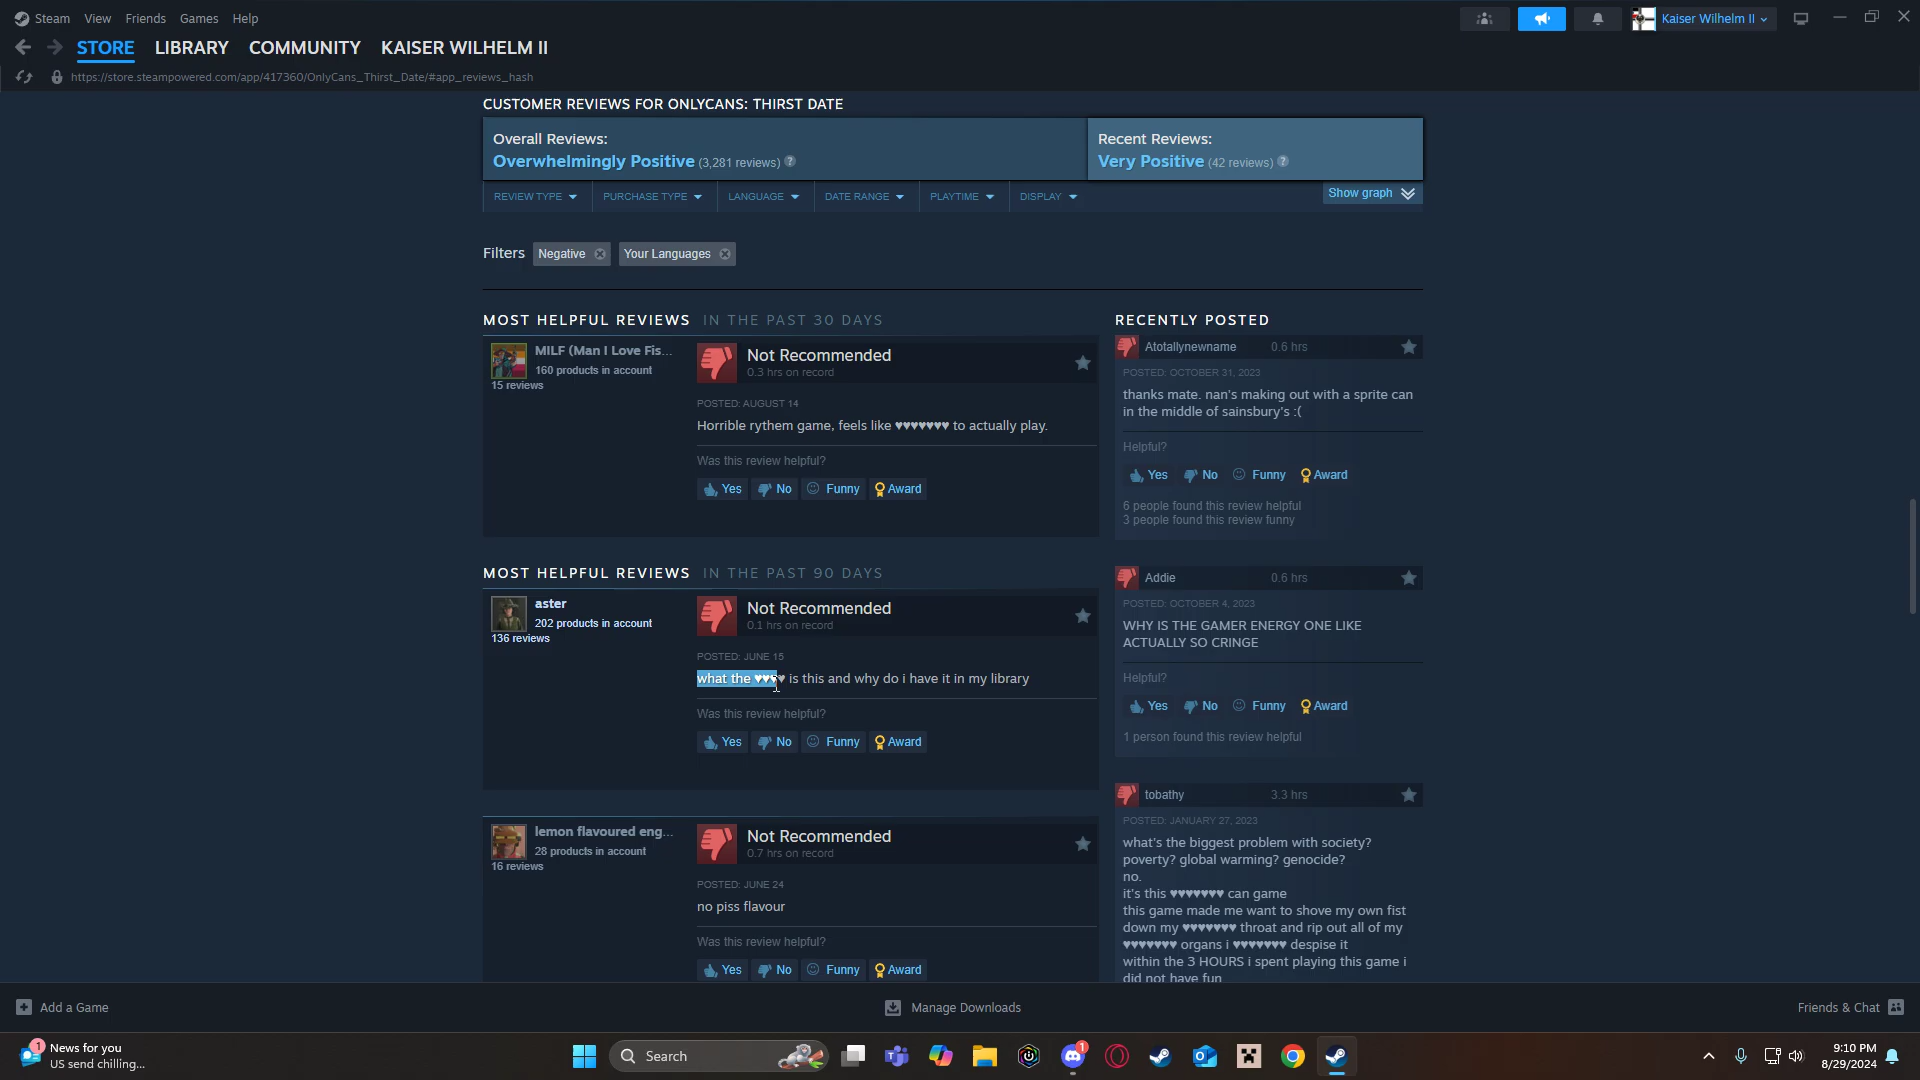 Steam View Friends Games Help
Kaiser Wilhelm II
STORE LIBRARY COMMUNITY KAISER WILHELM II
https://store.steampowered.com/app/417360/OnlyCans_Thirst_Date/#app_reviews_hash
CUSTOMER REVIEWS FOR ONLYCANS: THIRST DATE
Overall Reviews:
Overwhelmingly Positive (3,281 reviews) ?
Recent Reviews:
Very Positive (42 reviews) ?
REVIEW TYPE PURCHASE TYPE LANGUAGE DATE RANGE PLAYTIME DISPLAY
Show graph
Filters Negative Your Languages
MOST HELPFUL REVIEWS IN THE PAST 30 DAYS
MILF (Man I Love Fis...
160 products in account
15 reviews
Not Recommended
0.3 hrs on record
POSTED: AUGUST 14
Horrible rythem game, feels like ♥♥♥♥♥♥♥ to actually play.
Was this review helpful?
Yes No Funny Award
MOST HELPFUL REVIEWS IN THE PAST 90 DAYS
aster
202 products in account
136 reviews
Not Recommended
0.1 hrs on record
POSTED: JUNE 15
what the ♥♥♥♥ is this and why do i have it in my library
Was this review helpful?
Yes No Funny Award
lemon flavoured eng...
28 products in account
16 reviews
Not Recommended
0.7 hrs on record
POSTED: JUNE 24
no piss flavour
Was this review helpful?
Yes No Funny Award
RECENTLY POSTED
Atotallynewname 0.6 hrs
POSTED: OCTOBER 31, 2023
thanks mate. nan's making out with a sprite can
in the middle of sainsbury's :(
Helpful?
Yes No Funny Award
6 people found this review helpful
3 people found this review funny
Addie 0.6 hrs
POSTED: OCTOBER 4, 2023
WHY IS THE GAMER ENERGY ONE LIKE
ACTUALLY SO CRINGE
Helpful?
Yes No Funny Award
1 person found this review helpful
tobathy 3.3 hrs
POSTED: JANUARY 27, 2023
what's the biggest problem with society?
poverty? global warming? genocide?
no.
it's this ♥♥♥♥♥♥♥ can game
this game made me want to shove my own fist
down my ♥♥♥♥♥♥♥ throat and rip out all of my
♥♥♥♥♥♥♥ organs i ♥♥♥♥♥♥♥ despise it
within the 3 HOURS i spent playing this game i
did not have fun
Add a Game
Manage Downloads
Friends & Chat
1
News for you
US send chilling...
Search
1
9:10 PM
8/29/2024